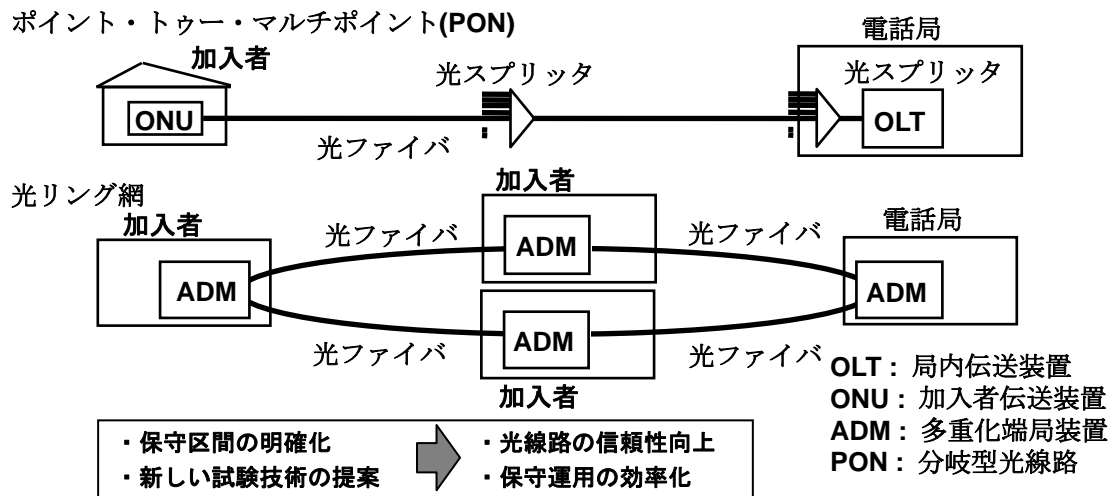 ポイント・トゥー・マルチポイント(PON)
加入者
電話局
光スプリッタ
光スプリッタ
ONU
OLT
光ファイバ
光リング網
加入者
加入者
電話局
光ファイバ
光ファイバ
ADM
ADM
ADM
ADM
光ファイバ
光ファイバ
加入者
OLT : 局内伝送装置
ONU : 加入者伝送装置
ADM : 多重化端局装置
PON : 分岐型光線路
・保守区間の明確化
・光線路の信頼性向上
・新しい試験技術の提案
・保守運用の効率化